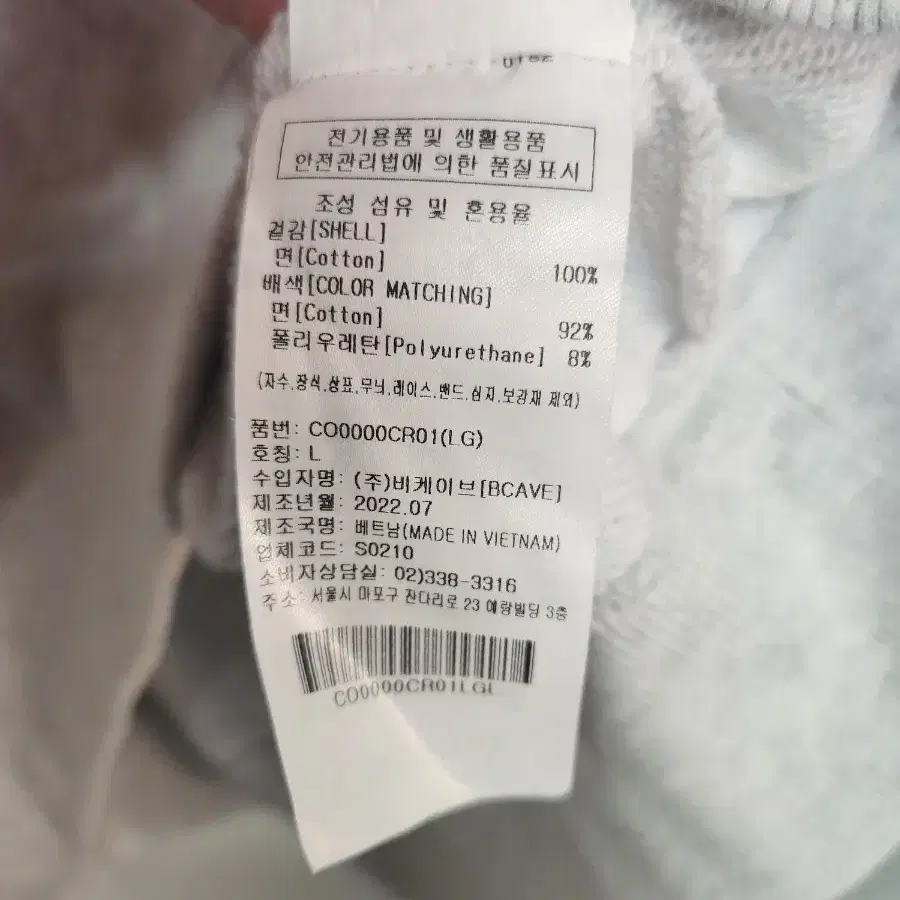 전기용품 및 생활용품
안전관리법에 의한 품질표시
조성 섬유 및 혼용율
겉감[SHELL]
면[Cotton] 100%
배색[COLOR MATCHING]
면[Cotton] 92%
폴리우레탄[Polyurethane] 8%
(자수.장식.상표.무늬.레이스.밴드.심지.보강재 제외)
품번: CO0000CR01(LG)
호칭: L
수입자명: (주)비케이브[BCAVE]
제조년월: 2022.07
제조국명: 베트남(MADE IN VIETNAM)
업체코드: S0210
소비자상담실: 02)338-3316
주소: 서울시 마포구 잔다리로 23 예랑빌딩 3층
CO0000CR01LGL